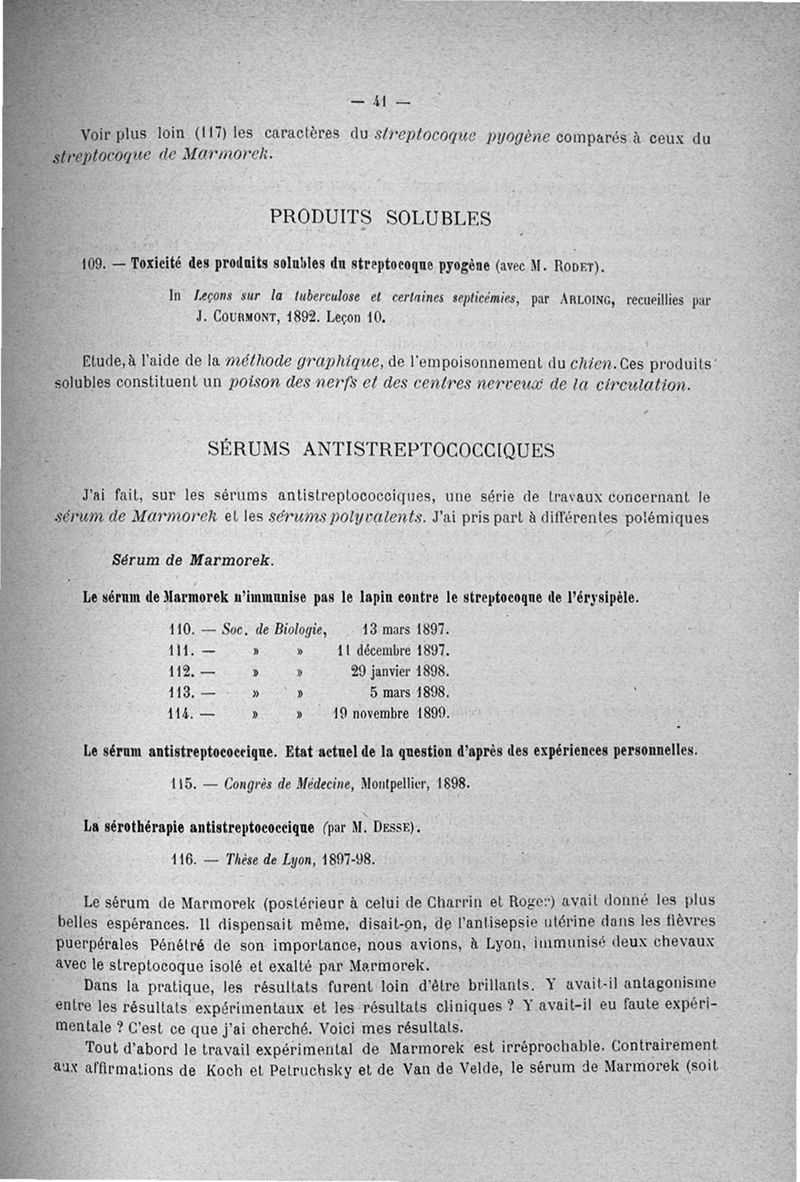 — 41 —
Voir plus loin (117) les caractères du streptocoque pyogène comparés à ceux du
streptocoque de Marmorek.
PRODUITS SOLUBLES
109. — Toxicité des produits solubles du streptocoque pyogène (avec M. RODET).
In Leçons sur la tuberculose et certaines septicémies, par ARLOING, recueillies par
J. COURMONT, 1892. Leçon 10.
Etude, à l'aide de la méthode graphique, de l'empoisonnement du chien. Ces produits
solubles constituent un poison des nerfs et des centres nerveux de la circulation.
SÉRUMS ANTISTREPTOCOCCIQUES
J'ai fait, sur les sérums antistreptococciques, une série de travaux concernant le
sérum de Marmorek et les sérums polyvalents. J'ai pris part à différentes polémiques
Sérum de Marmorek.
Le sérum de Marmorek n'immunise pas le lapin contre le streptocoque de l'érysipèle.
110. — Soc. de Biologie, 13 mars 1897.
111. — » » 11 décembre 1897.
112. — » » 29 janvier 1898.
113. — » » 5 mars 1898.
114. — » » 19 novembre 1899.
Le sérum antistreptococcique. Etat actuel de la question d'après des expériences personnelles.
115. — Congrès de Médecine, Montpellier, 1898.
La sérothérapie antistreptococcique (par M. DESSE).
116. — Thèse de Lyon, 1897-98.
Le sérum de Marmorek (postérieur à celui de Charrin et Roger) avait donné les plus
belles espérances. Il dispensait même, disait-on, de l'antisepsie utérine dans les fièvres
puerpérales Pénétré de son importance, nous avions, à Lyon, immunisé deux chevaux
avec le streptocoque isolé et exalté par Marmorek.
Dans la pratique, les résultats furent loin d'être brillants. Y avait-il antagonisme
entre les résultats expérimentaux et les résultats cliniques ? Y avait-il eu faute expéri-
mentale ? C'est ce que j'ai cherché. Voici mes résultats.
Tout d'abord le travail expérimental de Marmorek est irréprochable. Contrairement
aux affirmations de Koch et Petruchsky et de Van de Velde, le sérum de Marmorek (soit